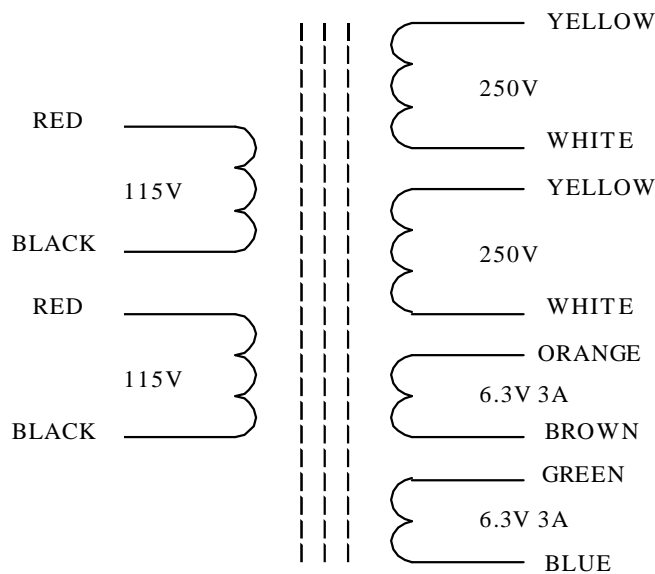 RED
115V
BLACK
RED
115V
BLACK
YELLOW
250V
WHITE
YELLOW
250V
WHITE
ORANGE
6.3V 3A
BROWN
GREEN
6.3V 3A
BLUE